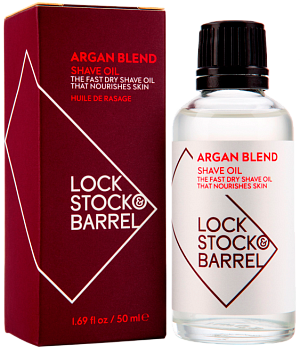 ARGAN BLEND
SHAVE OIL
THE FAST DRY SHAVE OIL
THAT NOURISHES SKIN
HUILE DE RASAGE
LOCK
STOCK&
BARREL
1.69 fl oz / 50 ml e
ARGAN BLEND
SHAVE OIL
THE FAST DRY SHAVE OIL
THAT NOURISHES SKIN
LOCK
STOCK&
BARREL